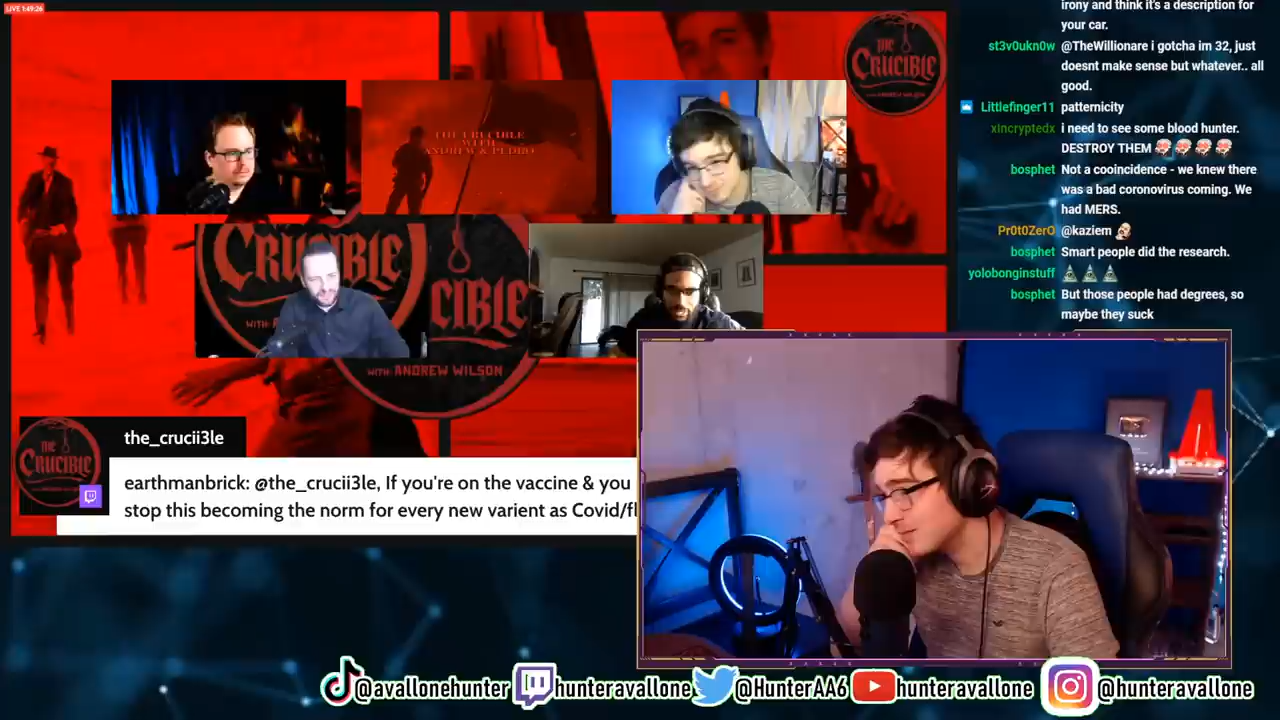 LIVE 1:49:26
irony and think it's a description for
your car.
st3v0ukn0w @TheWillionare i gotcha im 32, just
doesnt make sense but whatever.. all
good.
Littlefinger11 patternicity
xincryptedx i need to see some blood hunter.
DESTROY THEM
bosphet Not a cooincidence - we knew there
was a bad coronovirus coming. We
had MERS.
Pr0t0ZerO @kaziem
bosphet Smart people did the research.
yolobonginstuff
bosphet But those people had degrees, so
maybe they suck
THE
CRUCIBLE
THE CRUCIBLE
WITH
ANDREW & PEDRO
CRUCIBLE
CIBLE
WITH ANDREW WILSON
THE
CRUCIBLE
the_crucii3le
earthmanbrick: @the_crucii3le, If you're on the vaccine & you
stop this becoming the norm for every new varient as Covid/fl
@avallonehunter
hunteravallone
@HunterAA6
hunteravallone
@hunteravallone